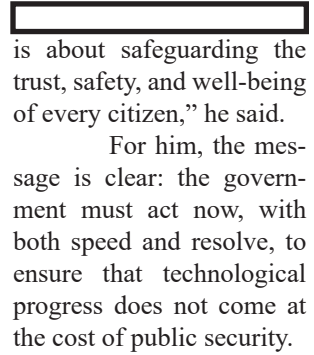 is about safeguarding the
trust, safety, and well-being
of every citizen,” he said.
For him, the mes-
sage is clear: the govern-
ment must act now, with
both speed and resolve, to
ensure that technological
progress does not come at
the cost of public security.